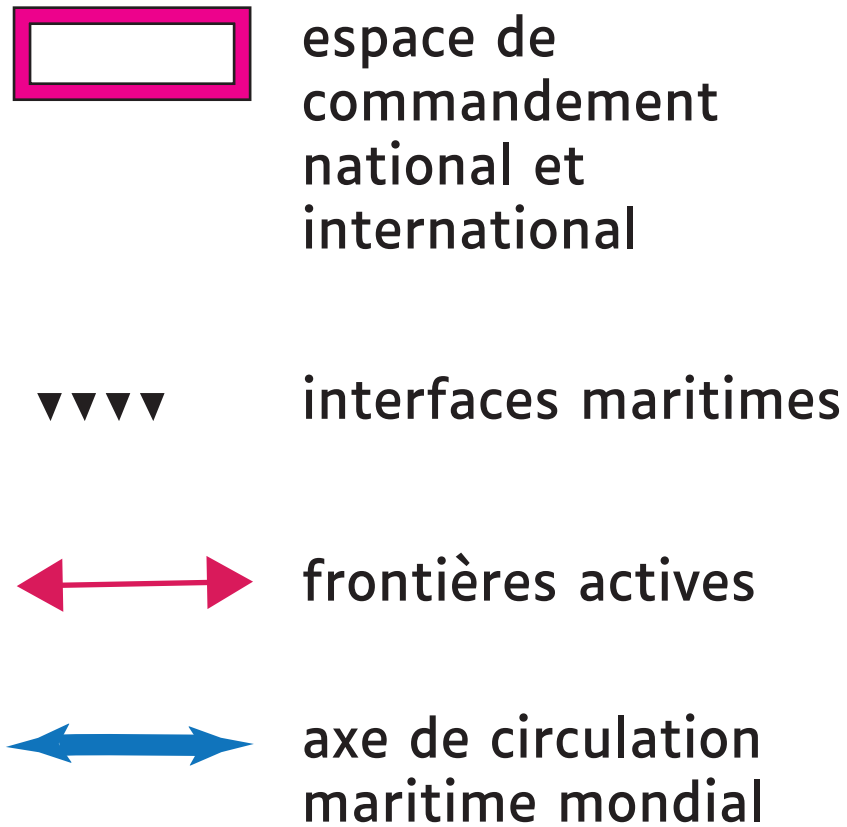 espace de
commandement
national et
international
interfaces maritimes
frontières actives
axe de circulation
maritime mondial